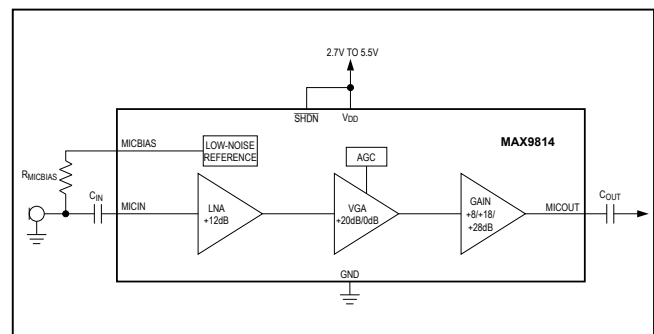 2.7V TO 5.5V
SHDN
VDD
MAX9814
MICBIAS
LOW-NOISE
REFERENCE
AGC
RMICBIAS
CIN
MICIN
LNA
+12dB
VGA
+20dB/0dB
GAIN
+8/+18/
+28dB
MICOUT
COUT
GND